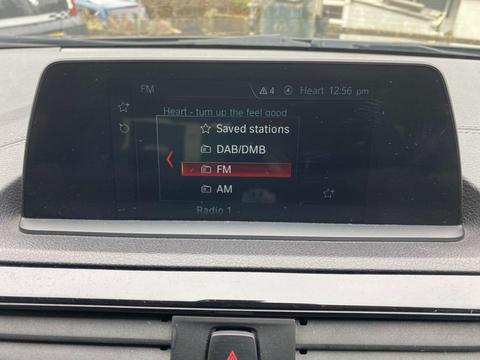 FM
4
Heart 12:56 pm
Heart - turn up the feel good
Saved stations
DAB/DMB
FM
AM
Radio 1